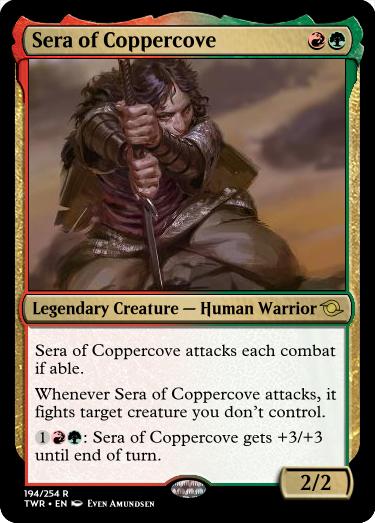 Sera of Coppercove
Legendary Creature — Human Warrior
Sera of Coppercove attacks each combat
if able.
Whenever Sera of Coppercove attacks, it
fights target creature you don't control.
1: Sera of Coppercove gets +3/+3
until end of turn.
2/2
194/254 R
TWR • EN Even Amundsen